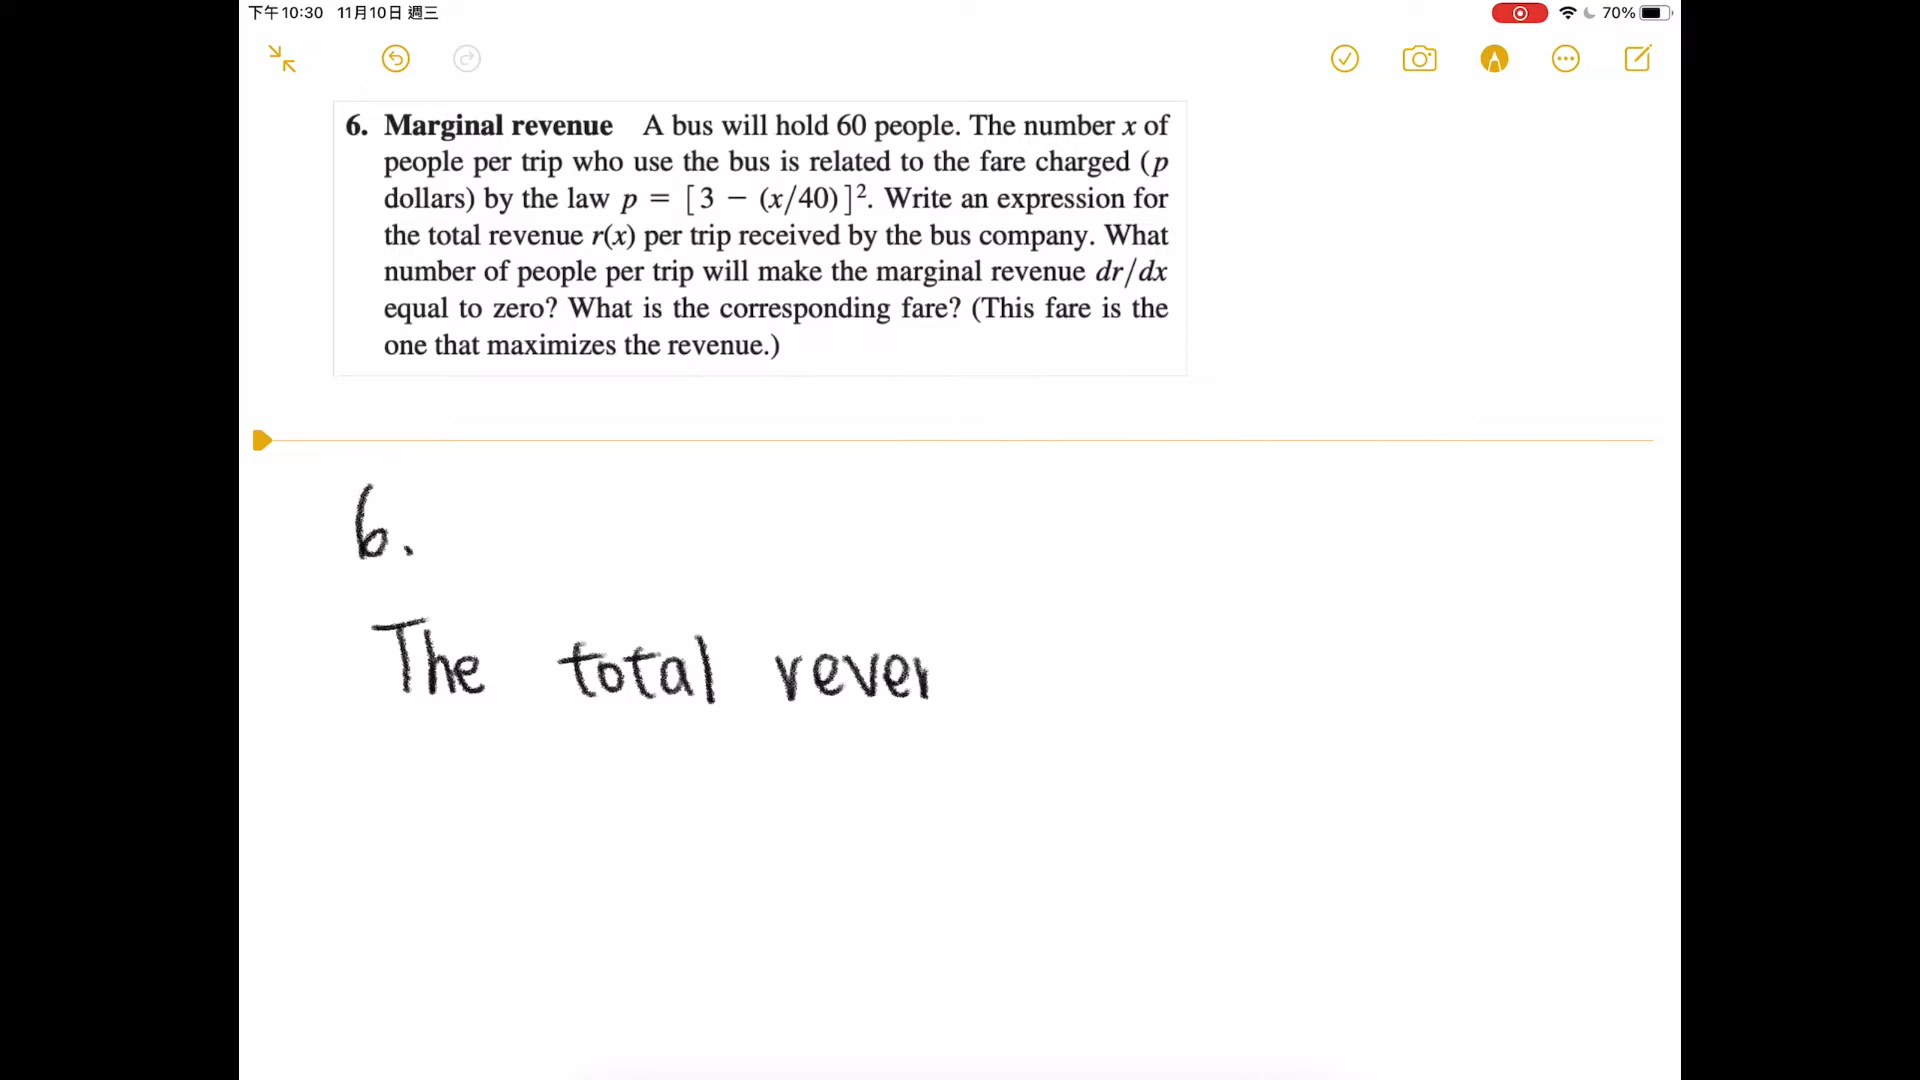 下午10:30 11月10日 週三
70%
6. Marginal revenue A bus will hold 60 people. The number x of
people per trip who use the bus is related to the fare charged (p
dollars) by the law p = [3 − (x/40)]². Write an expression for
the total revenue r(x) per trip received by the bus company. What
number of people per trip will make the marginal revenue dr/dx
equal to zero? What is the corresponding fare? (This fare is the
one that maximizes the revenue.)
6.
The total rever